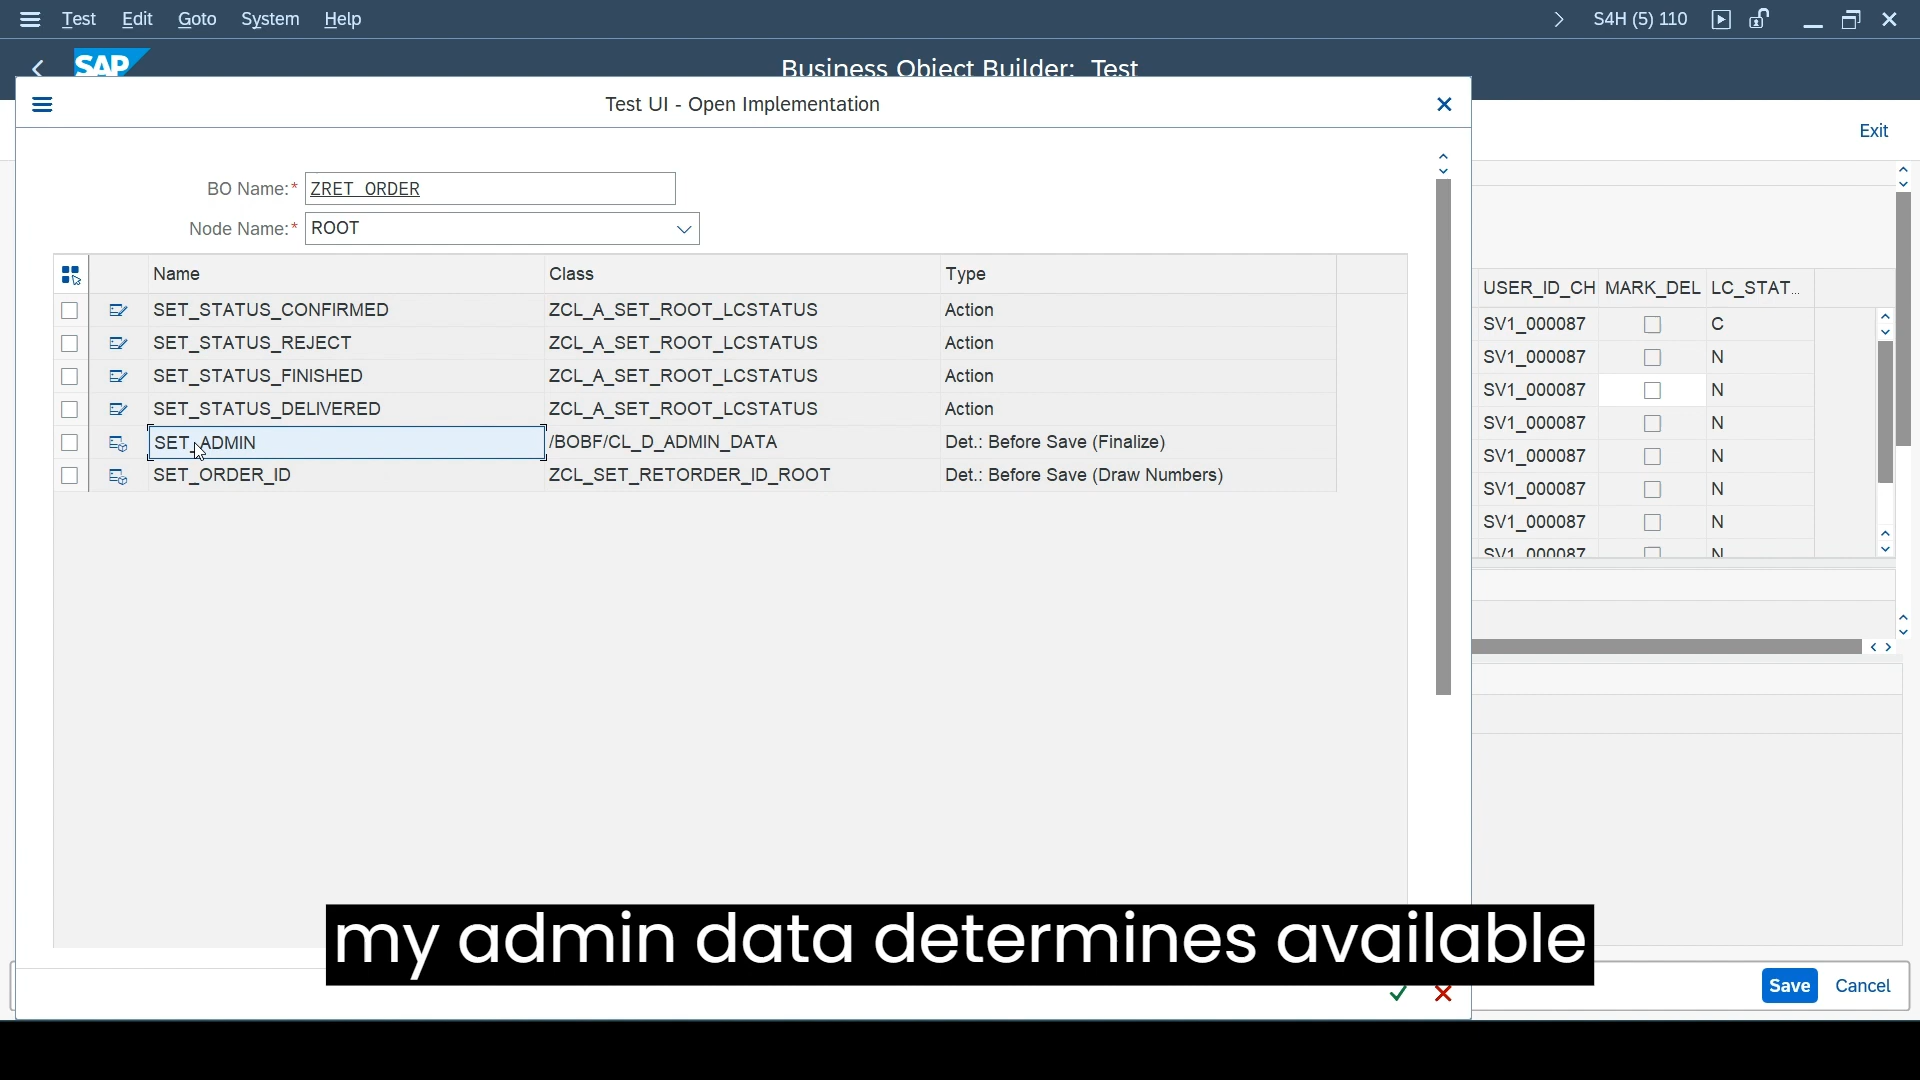 Test Edit Goto System Help S4H (5) 110
SAP Business Object Builder: Test
Test UI - Open Implementation
Exit
BO Name:* ZRET_ORDER
Node Name:* ROOT
Name Class Type
SET_STATUS_CONFIRMED ZCL_A_SET_ROOT_LCSTATUS Action
SET_STATUS_REJECT ZCL_A_SET_ROOT_LCSTATUS Action
SET_STATUS_FINISHED ZCL_A_SET_ROOT_LCSTATUS Action
SET_STATUS_DELIVERED ZCL_A_SET_ROOT_LCSTATUS Action
SET_ADMIN /BOBF/CL_D_ADMIN_DATA Det.: Before Save (Finalize)
SET_ORDER_ID ZCL_SET_RETORDER_ID_ROOT Det.: Before Save (Draw Numbers)
USER_ID_CH MARK_DEL LC_STAT...
SV1_000087 C
SV1_000087 N
SV1_000087 N
SV1_000087 N
SV1_000087 N
SV1_000087 N
SV1_000087 N
SV1_000087 N
my admin data determines available
Save Cancel